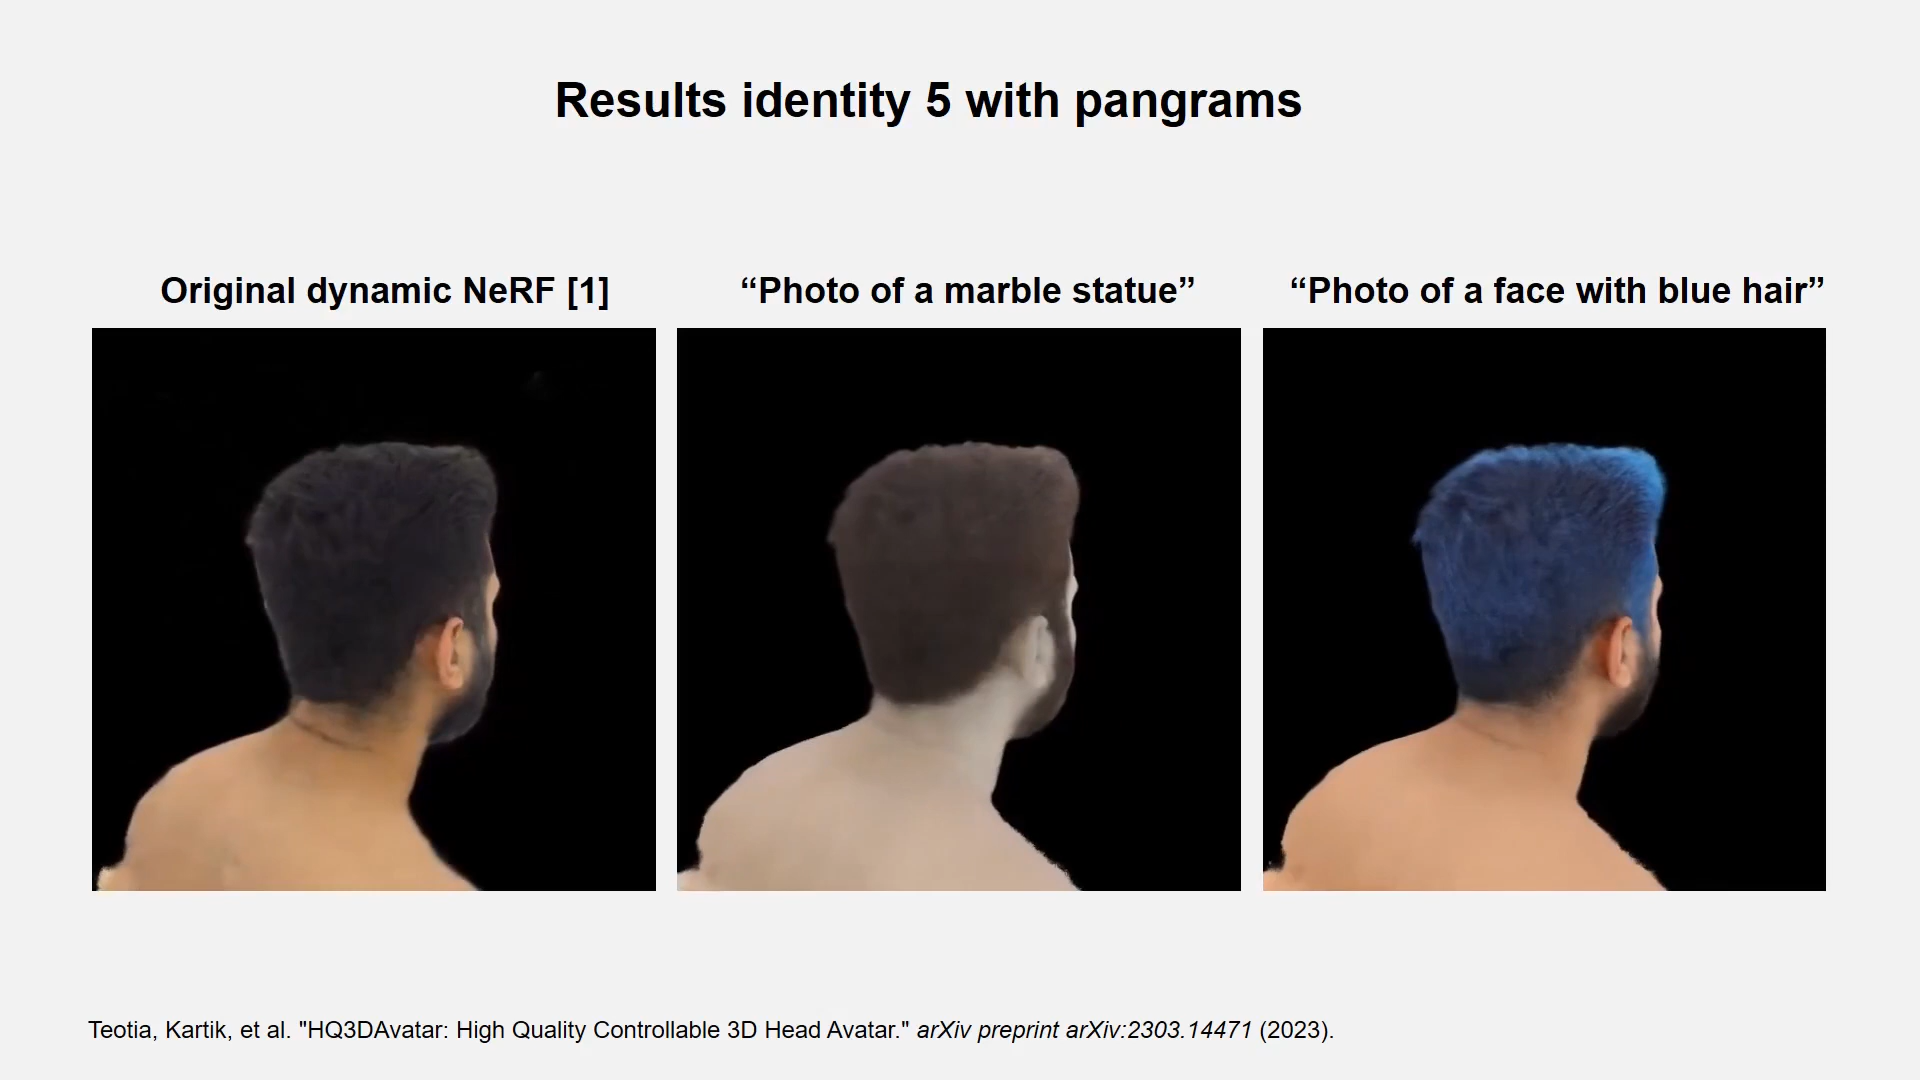 Results identity 5 with pangrams
Original dynamic NeRF [1]
“Photo of a marble statue”
“Photo of a face with blue hair”
Teotia, Kartik, et al. "HQ3DAvatar: High Quality Controllable 3D Head Avatar." arXiv preprint arXiv:2303.14471 (2023).